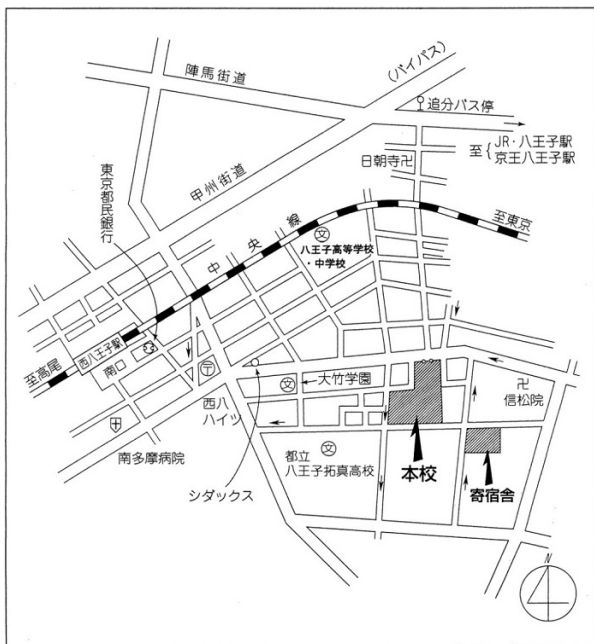 陣馬街道
(バイパス)
追分バス停
至{JR・八王子駅
京王八王子駅
日朝寺卍
東京都民銀行
甲州街道
至東京
中央線
文
八王子高等学校
・中学校
西八王子駅
至高尾
南口
〒
文
大竹学園
卍
信松院
西八
ハイツ
文
南多摩病院
都立
八王子拓真高校
本校
寄宿舎
シダックス
N